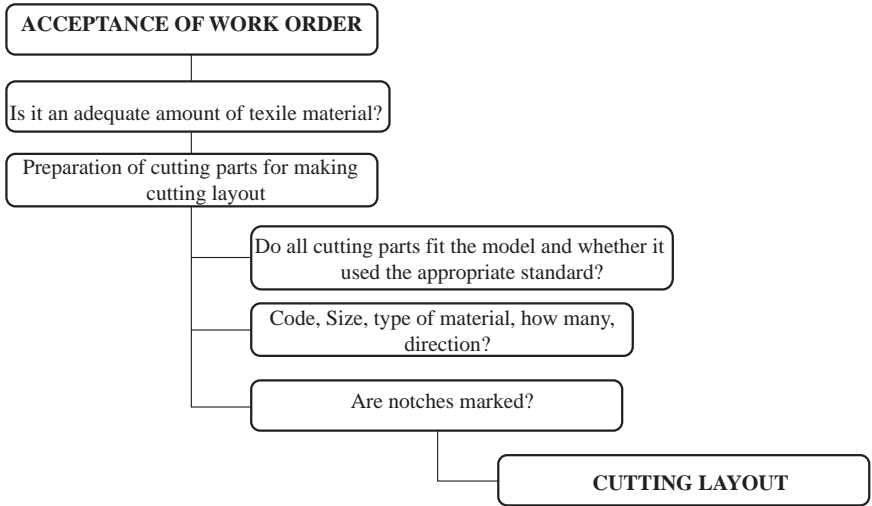 ACCEPTANCE OF WORK ORDER
Is it an adequate amount of texile material?
Preparation of cutting parts for making
cutting layout
Do all cutting parts fit the model and whether it
used the appropriate standard?
Code, Size, type of material, how many,
direction?
Are notches marked?
CUTTING LAYOUT